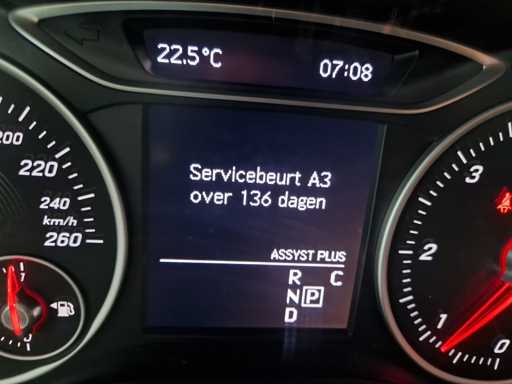 22.5°C 07:08
Servicebeurt A3
over 136 dagen
ASSYST PLUS
R C
N P
D
200
220
240
km/h
260
1
3
2
1
0